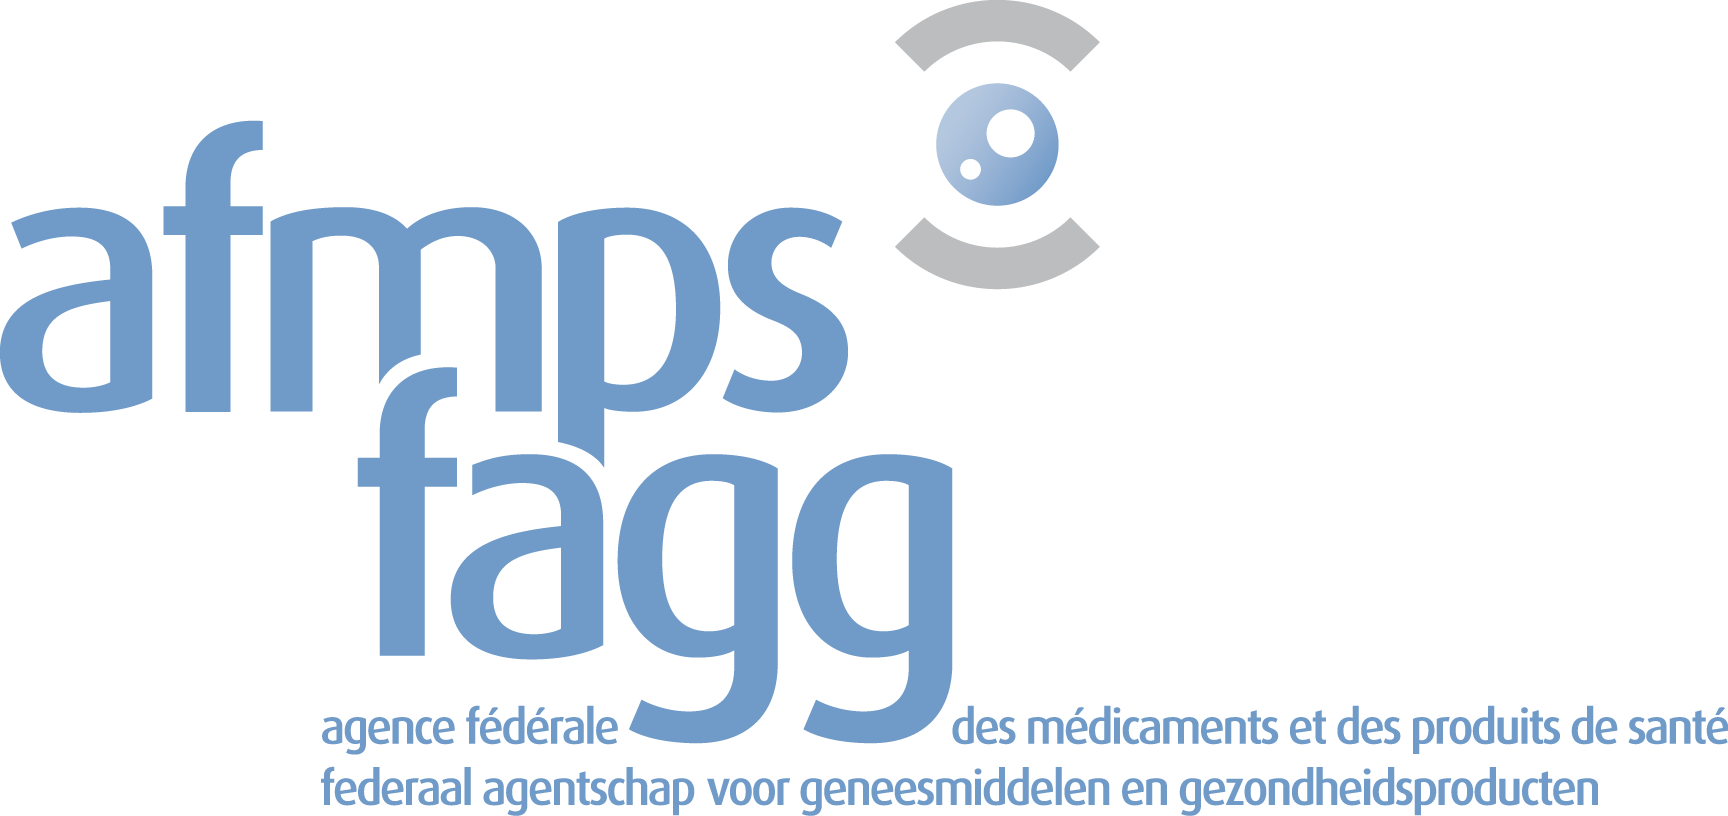 afmps
fagg
agence fédérale des médicaments et des produits de santé
federaal agentschap voor geneesmiddelen en gezondheidsproducten